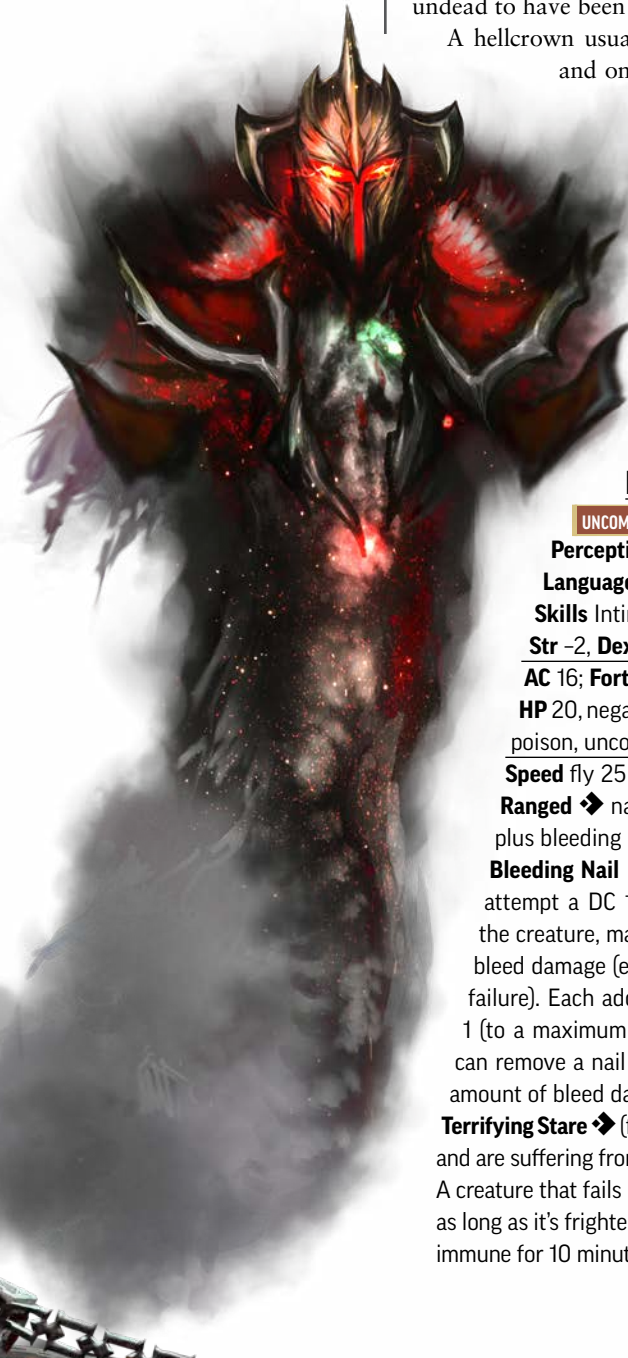 undead to have been
A hellcrown usua
and on
UNCOM
Percepti
Language
Skills Inti
Str –2, Dex
AC 16; Fort
HP 20, nega
poison, unco
Speed fly 25
Ranged na
plus bleeding
Bleeding Nail
attempt a DC 1
the creature, ma
bleed damage (e
failure). Each ade
1 (to a maximum
can remove a nail
amount of bleed da
Terrifying Stare (t
and are suffering from
A creature that fails
as long as it's frighte
immune for 10 minut